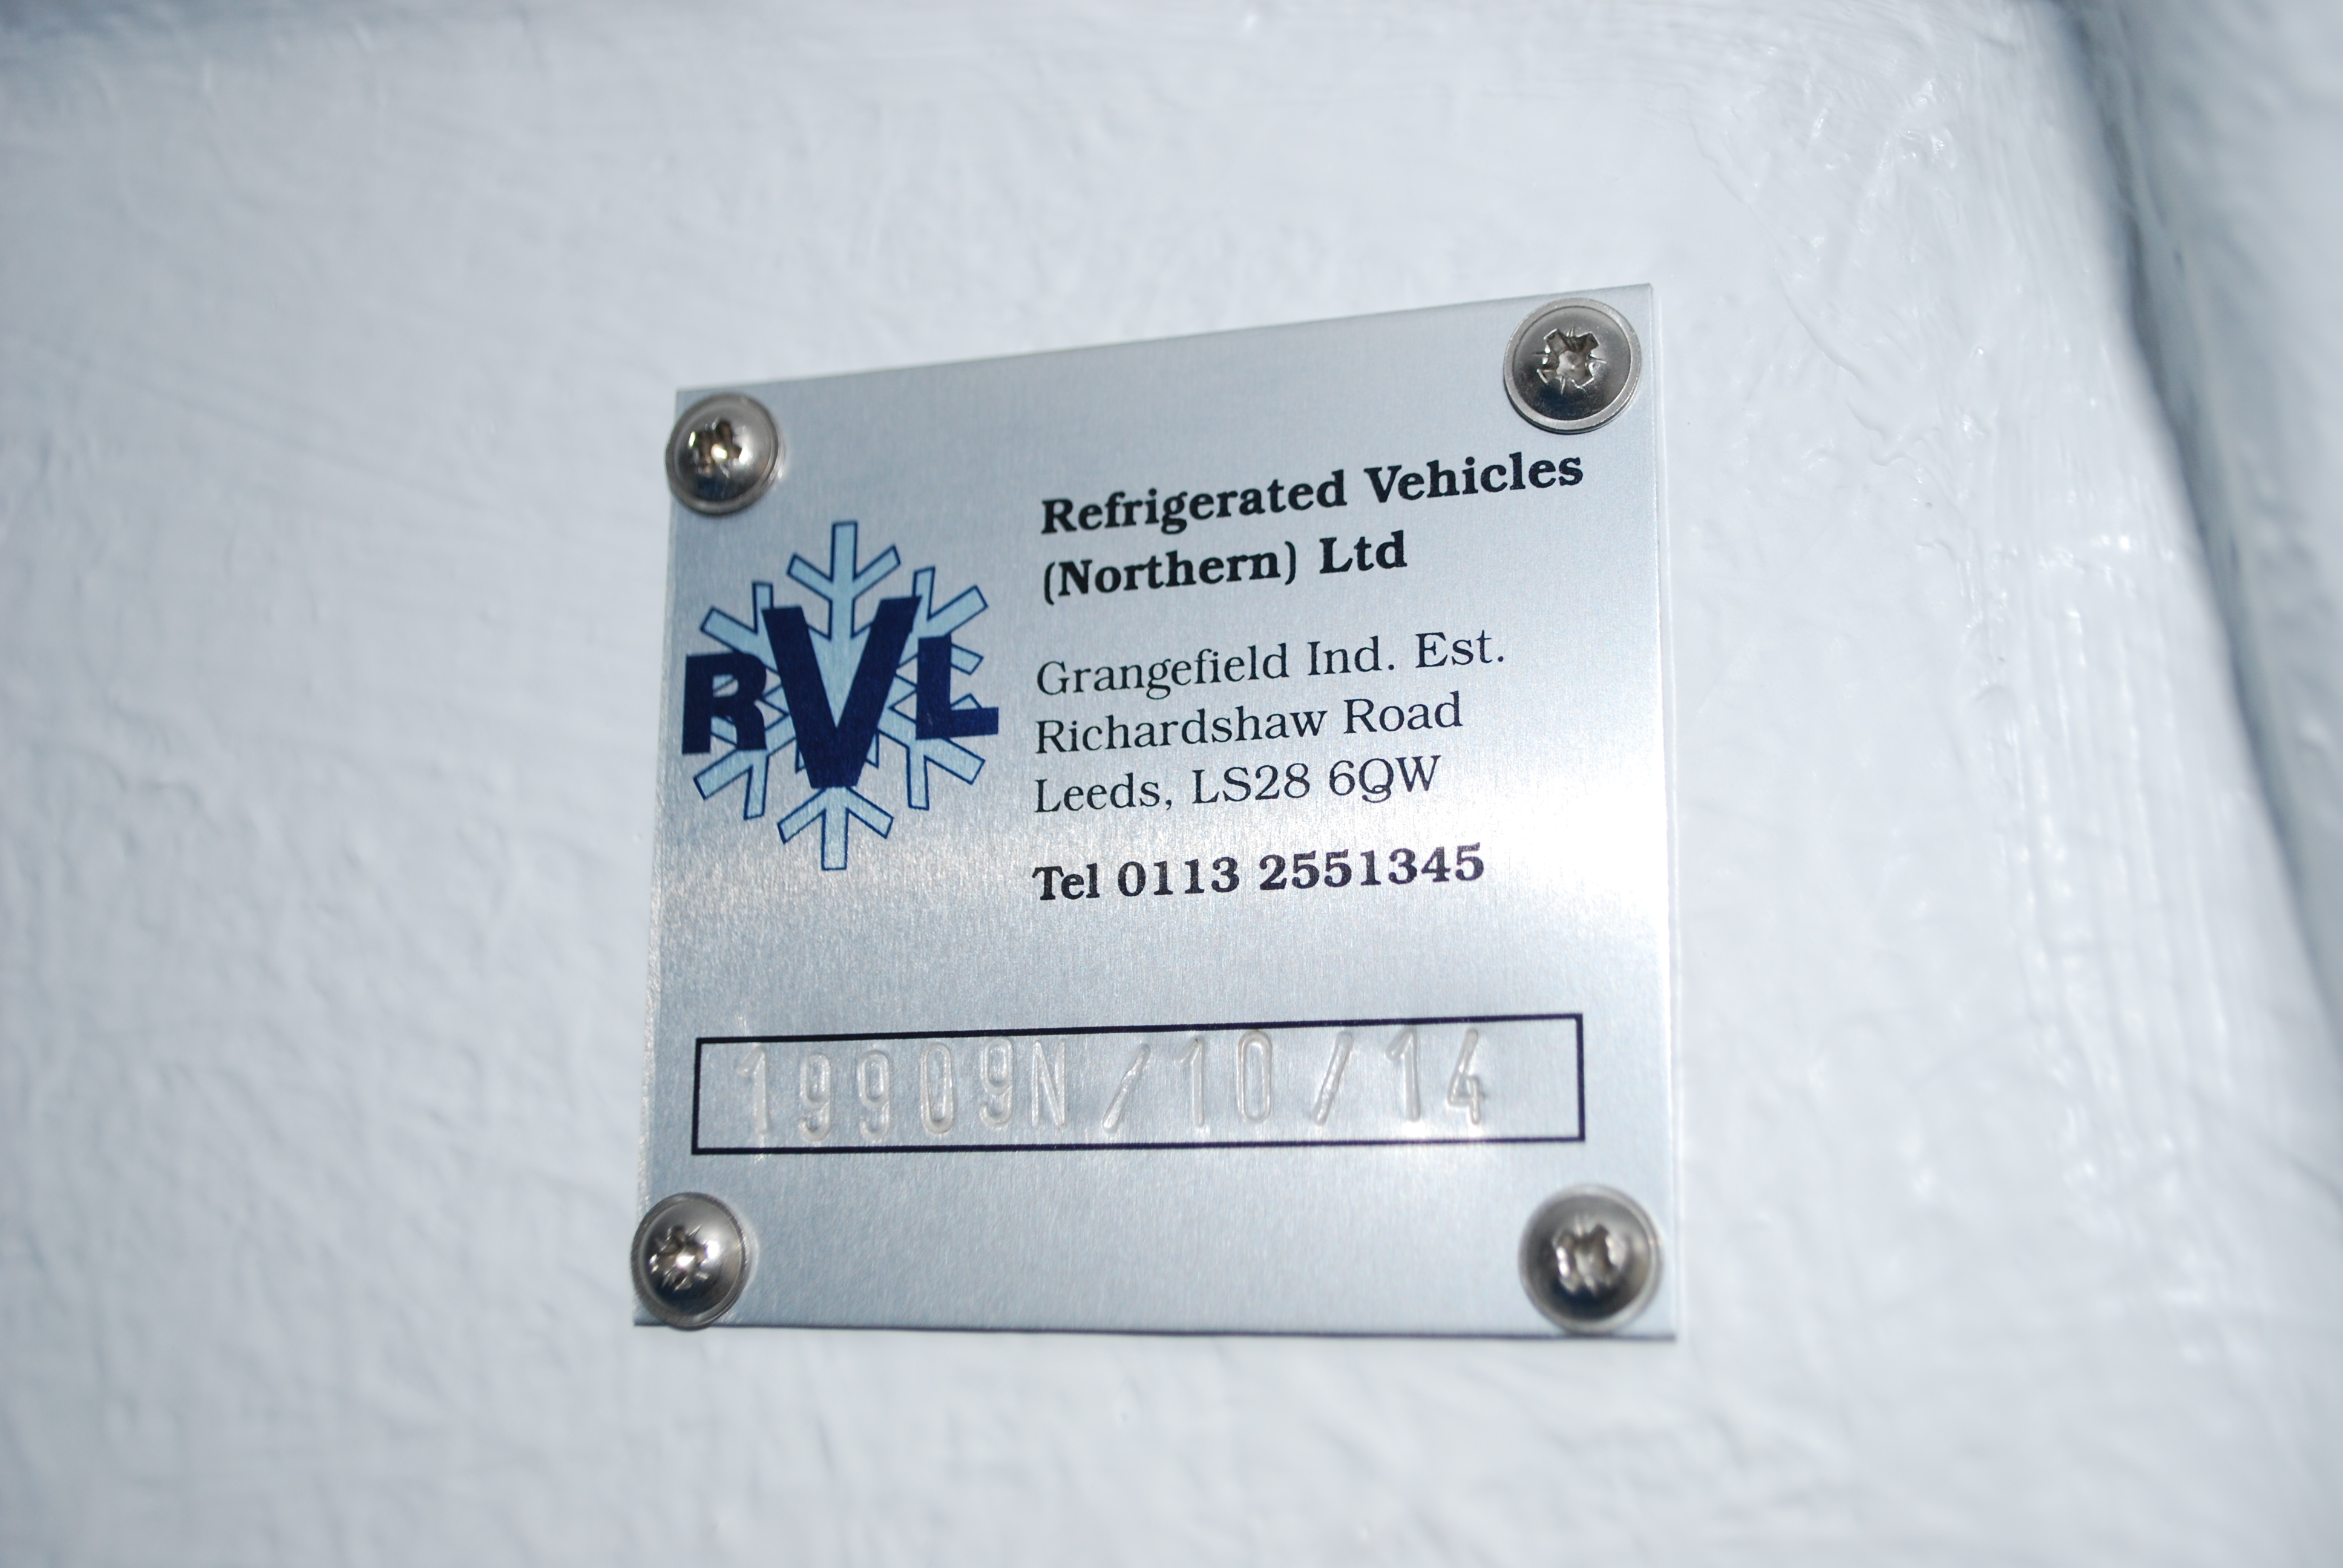 RVL
Refrigerated Vehicles
(Northern) Ltd
Grangefield Ind. Est.
Richardshaw Road
Leeds, LS28 6QW
Tel 0113 2551345
19909N/10/14